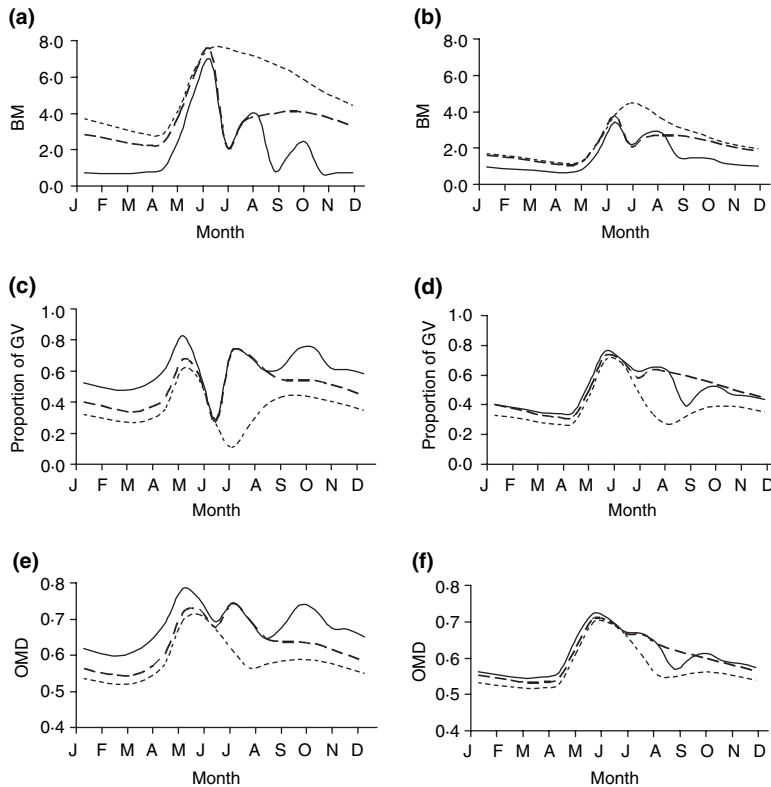 (a)
BM
8·0
6·0
4·0
2·0
0·0
J F M A M J J A S O N D
Month
(b)
BM
8·0
6·0
4·0
2·0
0·0
J F M A M J J A S O N D
Month
(c)
Proportion of GV
1·0
0·8
0·6
0·4
0·2
0·0
J F M A M J J A S O N D
Month
(d)
Proportion of GV
1·0
0·8
0·6
0·4
0·2
0·0
J F M A M J J A S O N D
Month
(e)
OMD
0·8
0·7
0·6
0·5
0·4
J F M A M J J A S O N D
Month
(f)
OMD
0·8
0·7
0·6
0·5
0·4
J F M A M J J A S O N D
Month